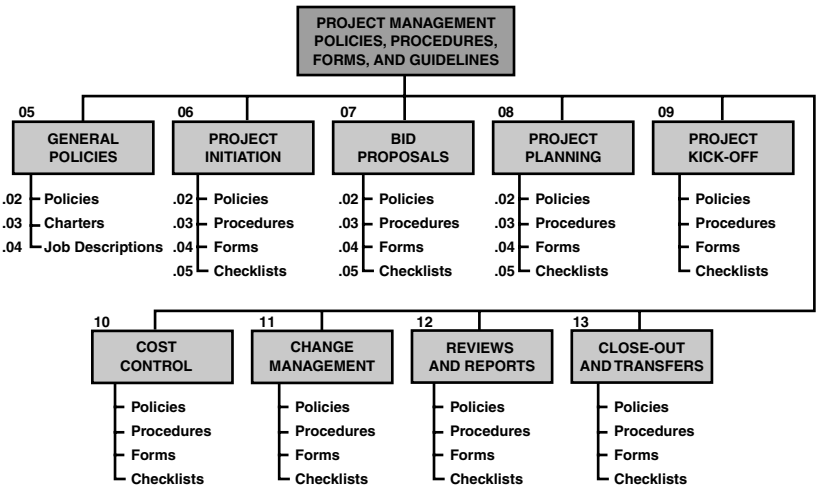 PROJECT MANAGEMENT
POLICIES, PROCEDURES,
FORMS, AND GUIDELINES
05
GENERAL
POLICIES
.02 Policies
.03 Charters
.04 Job Descriptions
06
PROJECT
INITIATION
.02 Policies
.03 Procedures
.04 Forms
.05 Checklists
07
BID
PROPOSALS
.02 Policies
.03 Procedures
.04 Forms
.05 Checklists
08
PROJECT
PLANNING
.02 Policies
.03 Procedures
.04 Forms
.05 Checklists
09
PROJECT
KICK-OFF
Policies
Procedures
Forms
Checklists
10
COST
CONTROL
Policies
Procedures
Forms
Checklists
11
CHANGE
MANAGEMENT
Policies
Procedures
Forms
Checklists
12
REVIEWS
AND REPORTS
Policies
Procedures
Forms
Checklists
13
CLOSE-OUT
AND TRANSFERS
Policies
Procedures
Forms
Checklists